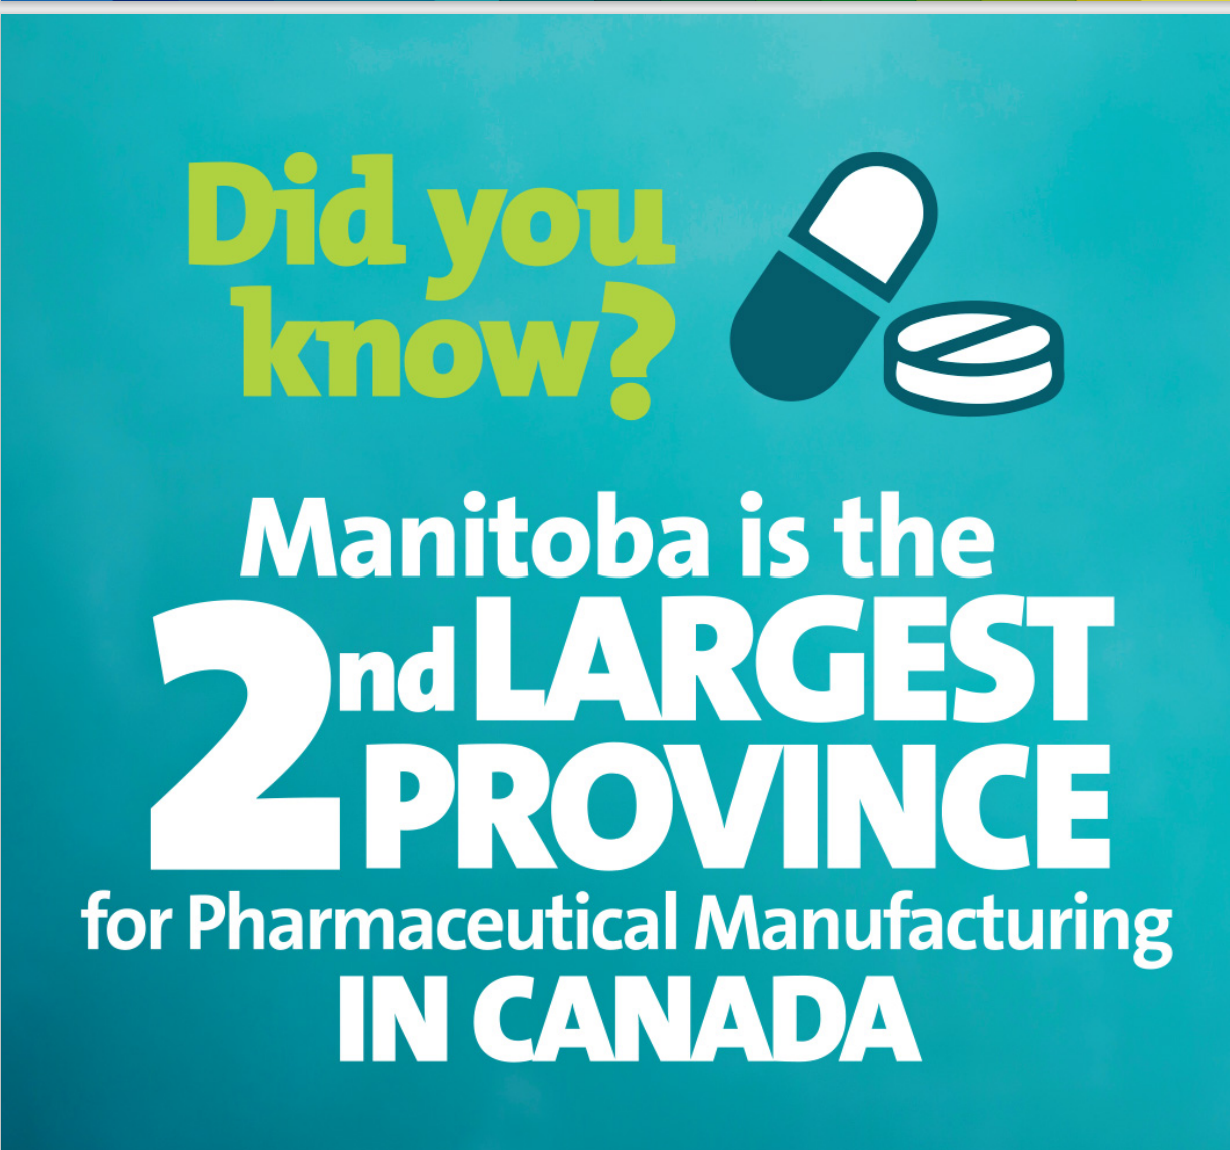 Did you
know?
Manitoba is the
2nd LARGEST
PROVINCE
for Pharmaceutical Manufacturing
IN CANADA